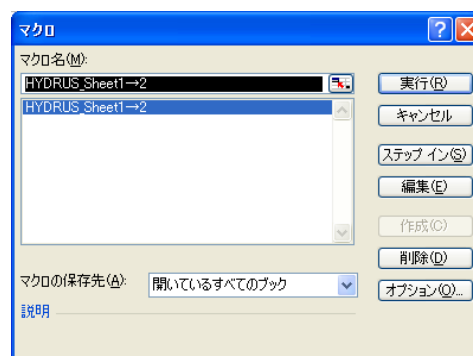 マクロ
マクロ名(M):
HYDRUS_Sheet1→2
実行(R)
HYDRUS_Sheet1→2
キャンセル
ステップ イン(S)
編集(E)
作成(C)
削除(D)
マクロの保存先(A):
開いているすべてのブック
オプション(O)...
説明